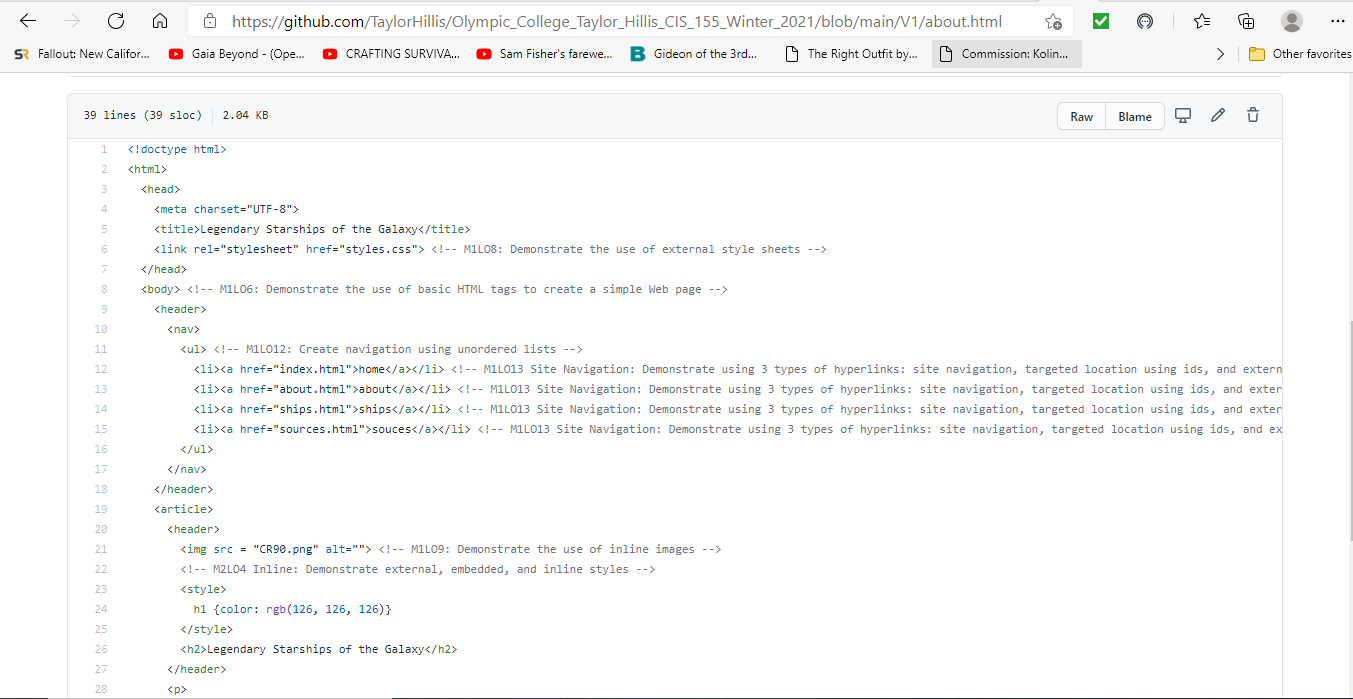 https://github.com/TaylorHillis/Olympic_College_Taylor_Hillis_CIS_155_Winter_2021/blob/main/V1/about.html
SR Fallout: New Califor... Gaia Beyond - (Ope... CRAFTING SURVIVA... Sam Fisher's farewe... B Gideon of the 3rd... The Right Outfit by... Commission: Kolin... Other favorites
39 lines (39 sloc) 2.04 KB Raw Blame
1 <!doctype html>
2 <html>
3 <head>
4 <meta charset="UTF-8">
5 <title>Legendary Starships of the Galaxy</title>
6 <link rel="stylesheet" href="styles.css"> <!-- M1LO8: Demonstrate the use of external style sheets -->
7 </head>
8 <body> <!-- M1LO6: Demonstrate the use of basic HTML tags to create a simple Web page -->
9 <header>
10 <nav>
11 <ul> <!-- M1LO12: Create navigation using unordered lists -->
12 <li><a href="index.html">home</a></li> <!-- M1LO13 Site Navigation: Demonstrate using 3 types of hyperlinks: site navigation, targeted location using ids, and extern
13 <li><a href="about.html">about</a></li> <!-- M1LO13 Site Navigation: Demonstrate using 3 types of hyperlinks: site navigation, targeted location using ids, and exter
14 <li><a href="ships.html">ships</a></li> <!-- M1LO13 Site Navigation: Demonstrate using 3 types of hyperlinks: site navigation, targeted location using ids, and exter
15 <li><a href="sources.html">souces</a></li> <!-- M1LO13 Site Navigation: Demonstrate using 3 types of hyperlinks: site navigation, targeted location using ids, and ex
16 </ul>
17 </nav>
18 </header>
19 <article>
20 <header>
21 <img src = "CR90.png" alt=""> <!-- M1LO9: Demonstrate the use of inline images -->
22 <!-- M2LO4 Inline: Demonstrate external, embedded, and inline styles -->
23 <style>
24 h1 {color: rgb(126, 126, 126)}
25 </style>
26 <h2>Legendary Starships of the Galaxy</h2>
27 </header>
28 <p>